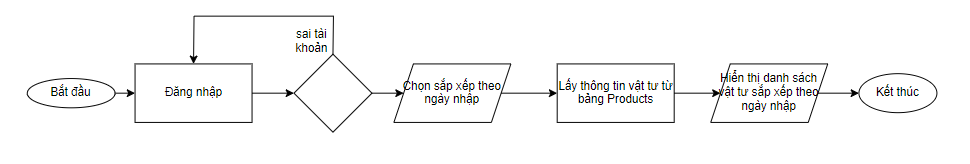 Bắt đầu
Đăng nhập
sai tài
khoản
Chọn sắp xếp theo
ngày nhập
Lấy thông tin vật tư từ
bảng Products
Hiển thị danh sách
vật tư sắp xếp theo
ngày nhập
Kết thúc